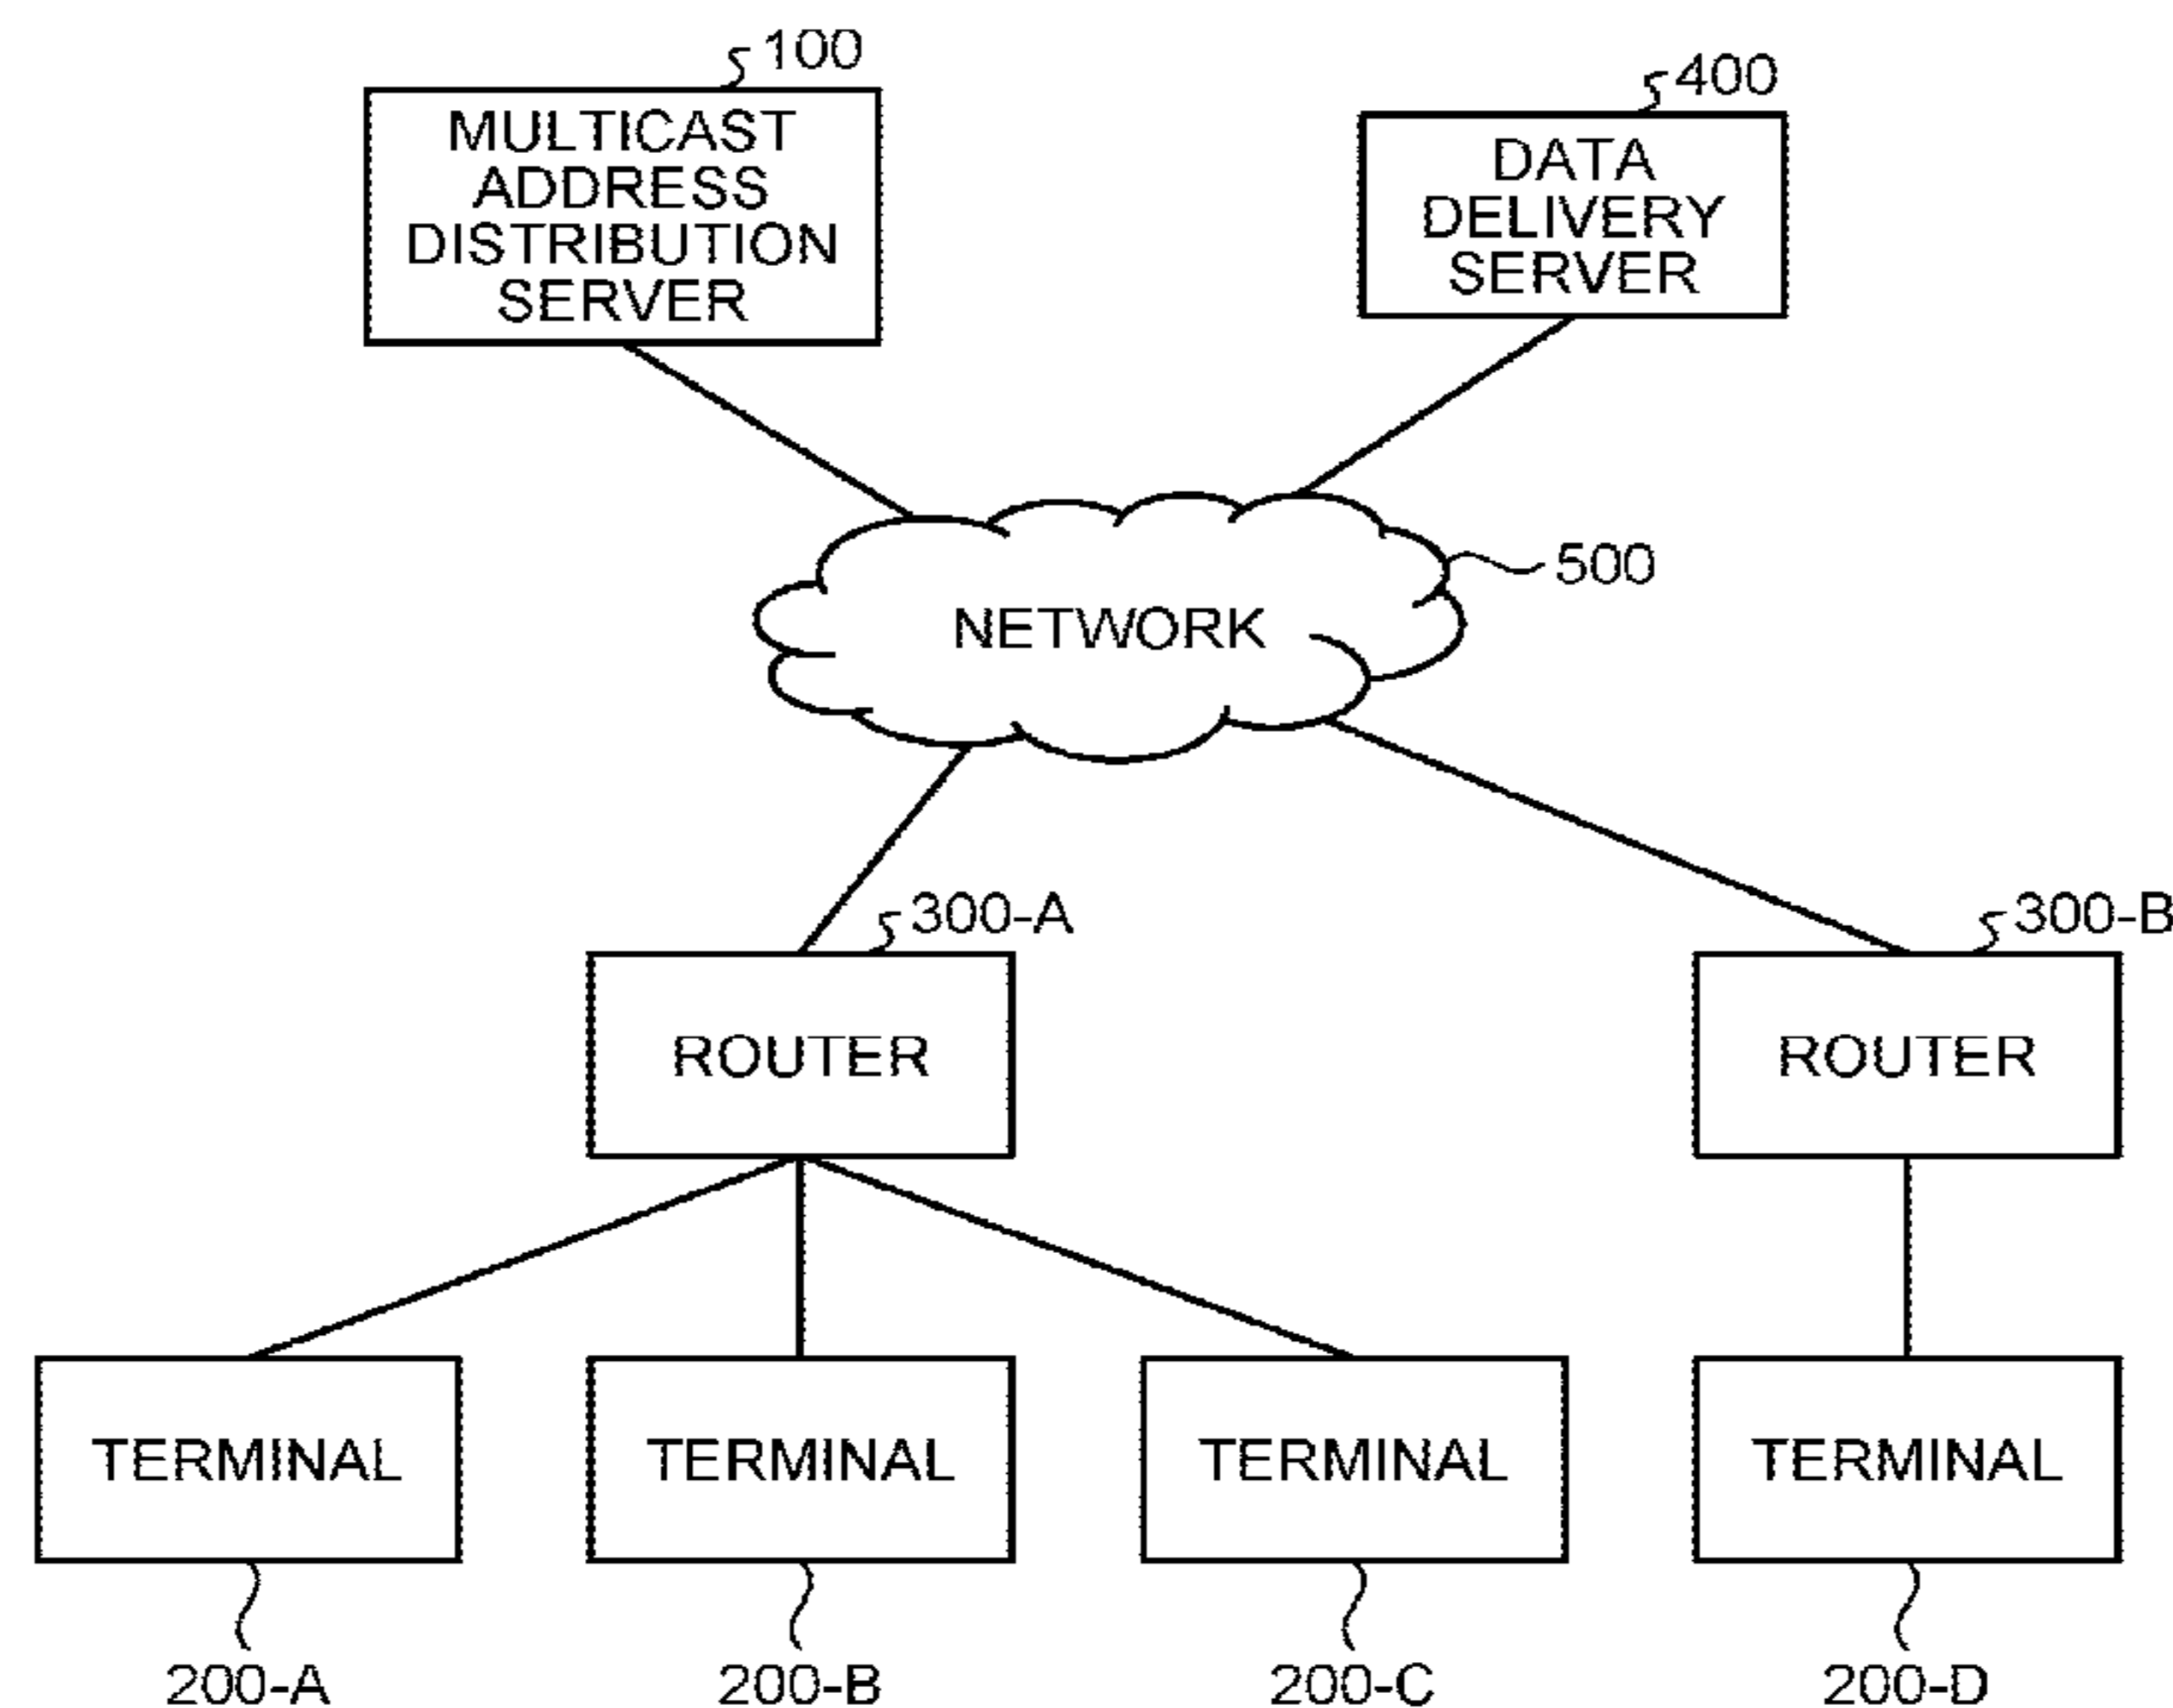 100
MULTICAST
ADDRESS
DISTRIBUTION
SERVER
400
DATA
DELIVERY
SERVER
500
NETWORK
300-A
ROUTER
300-B
ROUTER
TERMINAL
TERMINAL
TERMINAL
TERMINAL
200-A
200-B
200-C
200-D